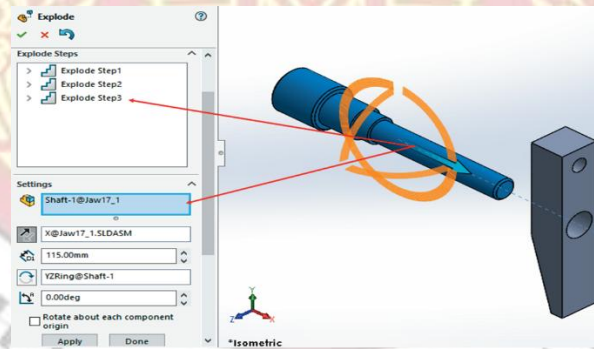 Explode
Explode Steps
Explode Step1
Explode Step2
Explode Step3
Settings
Shaft-1@Jaw17_1
X@Jaw17_1.SLDASM
D1
115.00mm
YZRing@Shaft-1
0.00deg
Rotate about each component
origin
Apply Done
Y
Z X
*Isometric